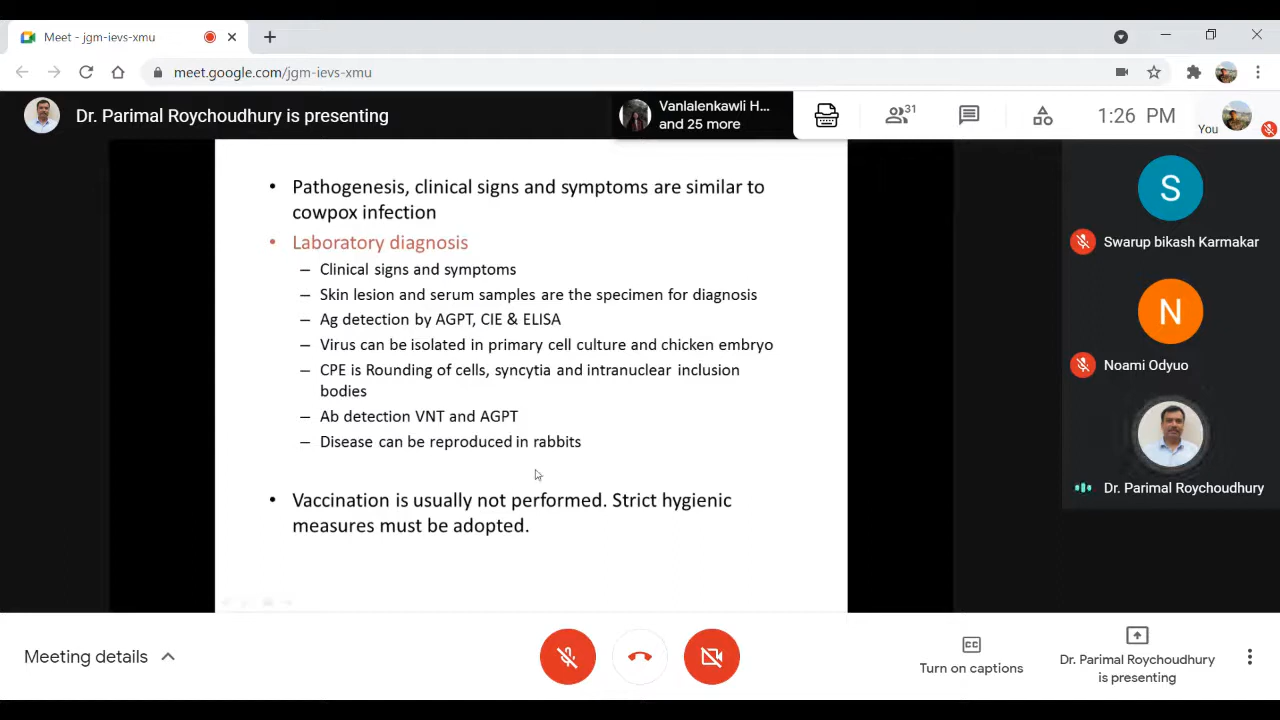 Meet - jgm-ievs-xmu
meet.google.com/jgm-ievs-xmu
Dr. Parimal Roychoudhury is presenting
Vanlalenkawli H...
and 25 more
31
1:26 PM
You
• Pathogenesis, clinical signs and symptoms are similar to
cowpox infection
• Laboratory diagnosis
– Clinical signs and symptoms
– Skin lesion and serum samples are the specimen for diagnosis
– Ag detection by AGPT, CIE & ELISA
– Virus can be isolated in primary cell culture and chicken embryo
– CPE is Rounding of cells, syncytia and intranuclear inclusion
bodies
– Ab detection VNT and AGPT
– Disease can be reproduced in rabbits
• Vaccination is usually not performed. Strict hygienic
measures must be adopted.
S
Swarup bikash Karmakar
N
Noami Odyuo
Dr. Parimal Roychoudhury
Meeting details
CC
Turn on captions
Dr. Parimal Roychoudhury
is presenting